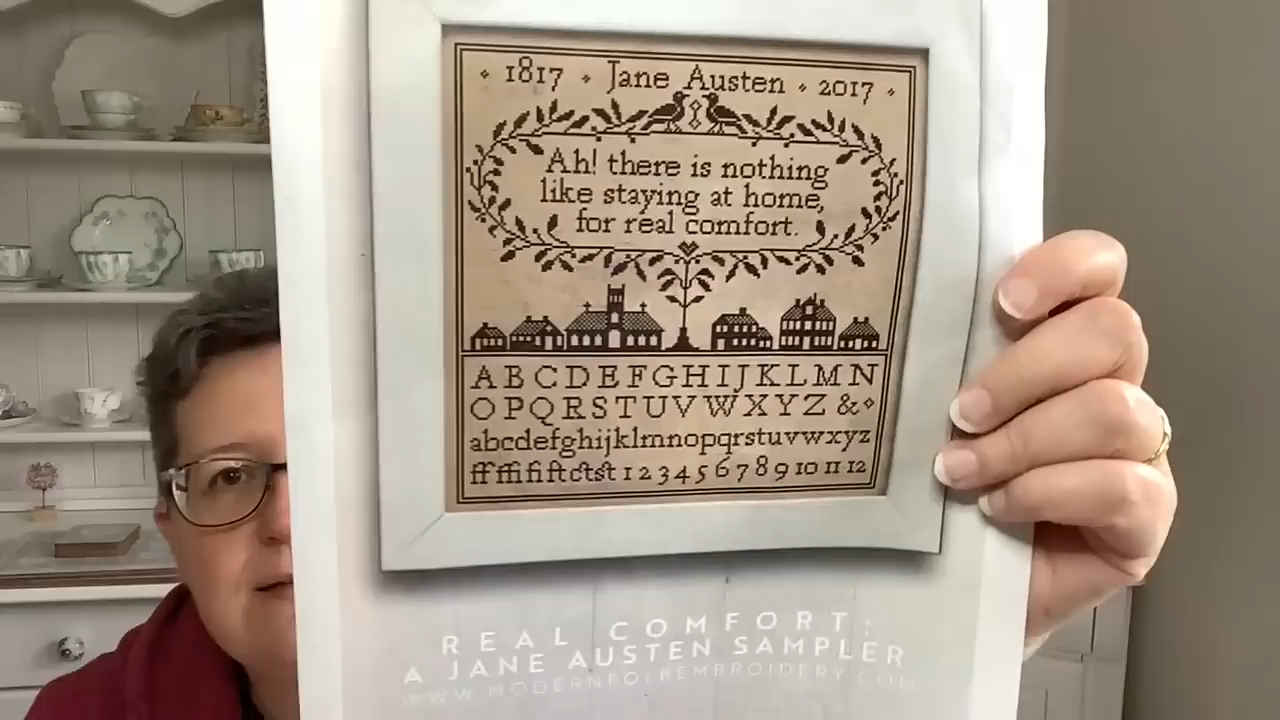 1817 Jane Austen 2017
Ah! there is nothing
like staying at home,
for real comfort.
A B C D E F G H I J K L M N
O P Q R S T U V W X Y Z &
abcdefghijklmnopqrstuvwxyz
ff ffi fi ft ct st 1 2 3 4 5 6 7 8 9 10 11 12
REAL COMFORT:
A JANE AUSTEN SAMPLER
WWW.MODERNFOLKEMBROIDERY.COM